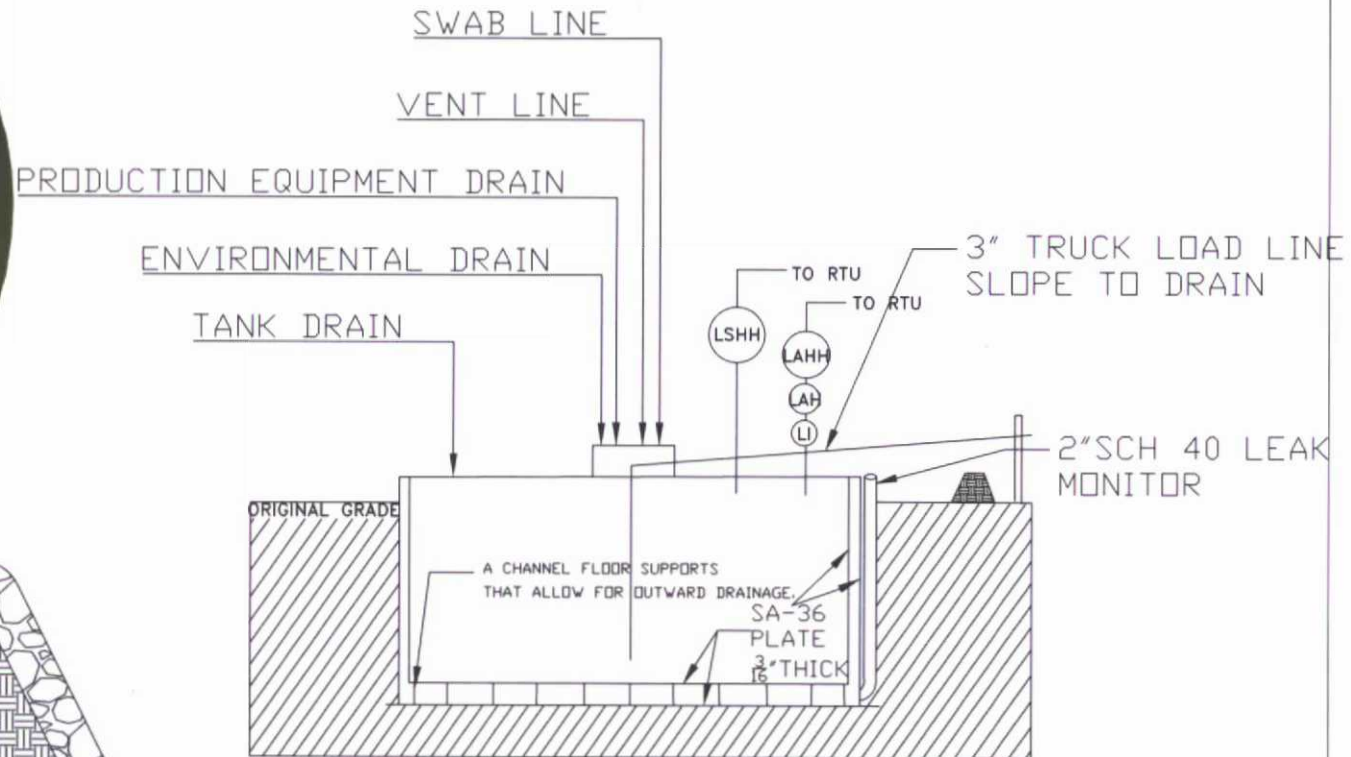 SWAB LINE
VENT LINE
PRODUCTION EQUIPMENT DRAIN
ENVIRONMENTAL DRAIN
TANK DRAIN
TO RTU
TO RTU
3" TRUCK LOAD LINE
SLOPE TO DRAIN
LSHH
LAHH
LAH
LI
2"SCH 40 LEAK
MONITOR
ORIGINAL GRADE
A CHANNEL FLOOR SUPPORTS
THAT ALLOW FOR OUTWARD DRAINAGE.
SA-36
PLATE
3/16"THICK